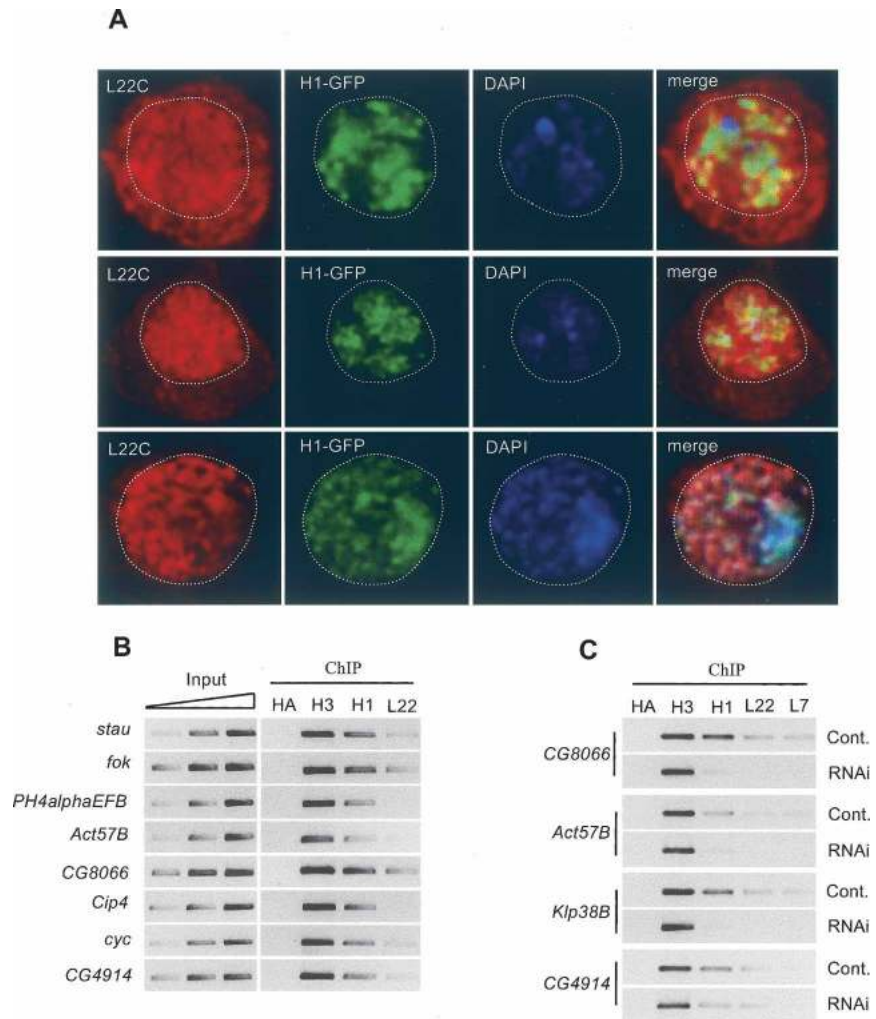 A
L22C H1-GFP DAPI merge
L22C H1-GFP DAPI merge
L22C H1-GFP DAPI merge
B
Input ChIP
HA H3 H1 L22
stau
fok
PH4alphaEFB
Act57B
CG8066
Cip4
cyc
CG4914
C
ChIP
HA H3 H1 L22 L7
CG8066 Cont.
RNAi
Act57B Cont.
RNAi
Klp38B Cont.
RNAi
CG4914 Cont.
RNAi